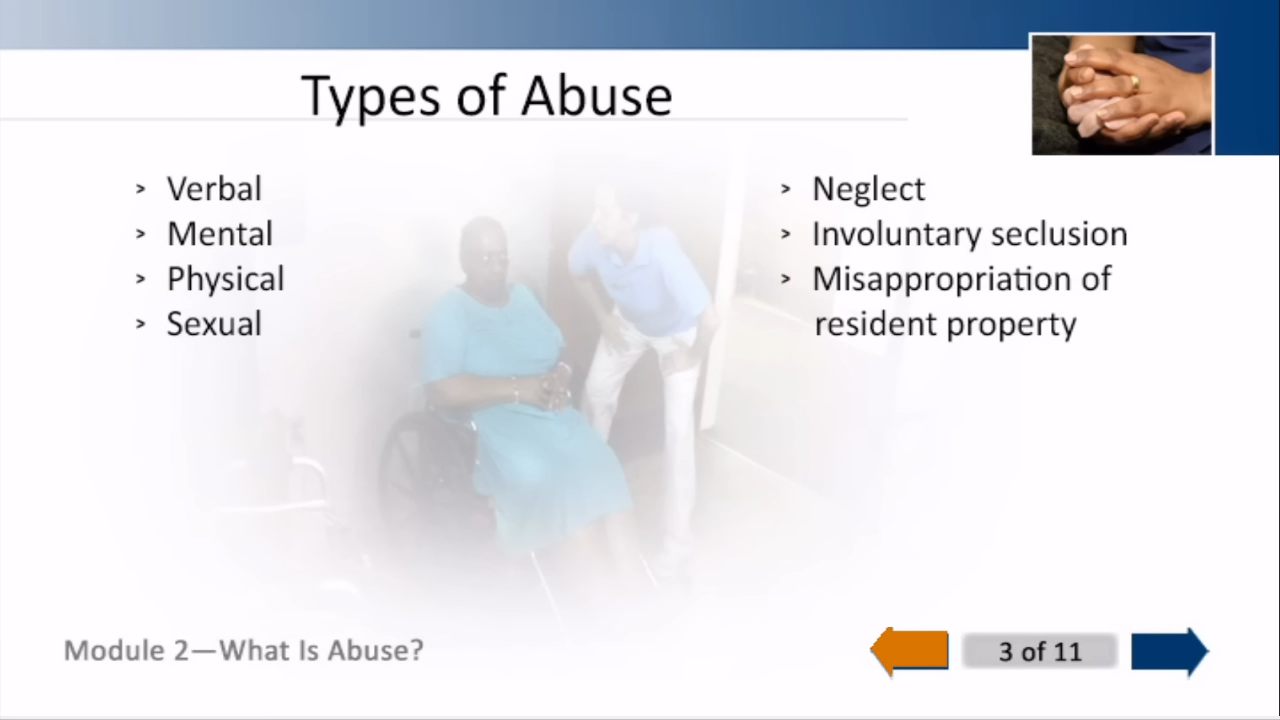 Types of Abuse
> Verbal
> Mental
> Physical
> Sexual
> Neglect
> Involuntary seclusion
> Misappropriation of
resident property
Module 2—What Is Abuse?
3 of 11